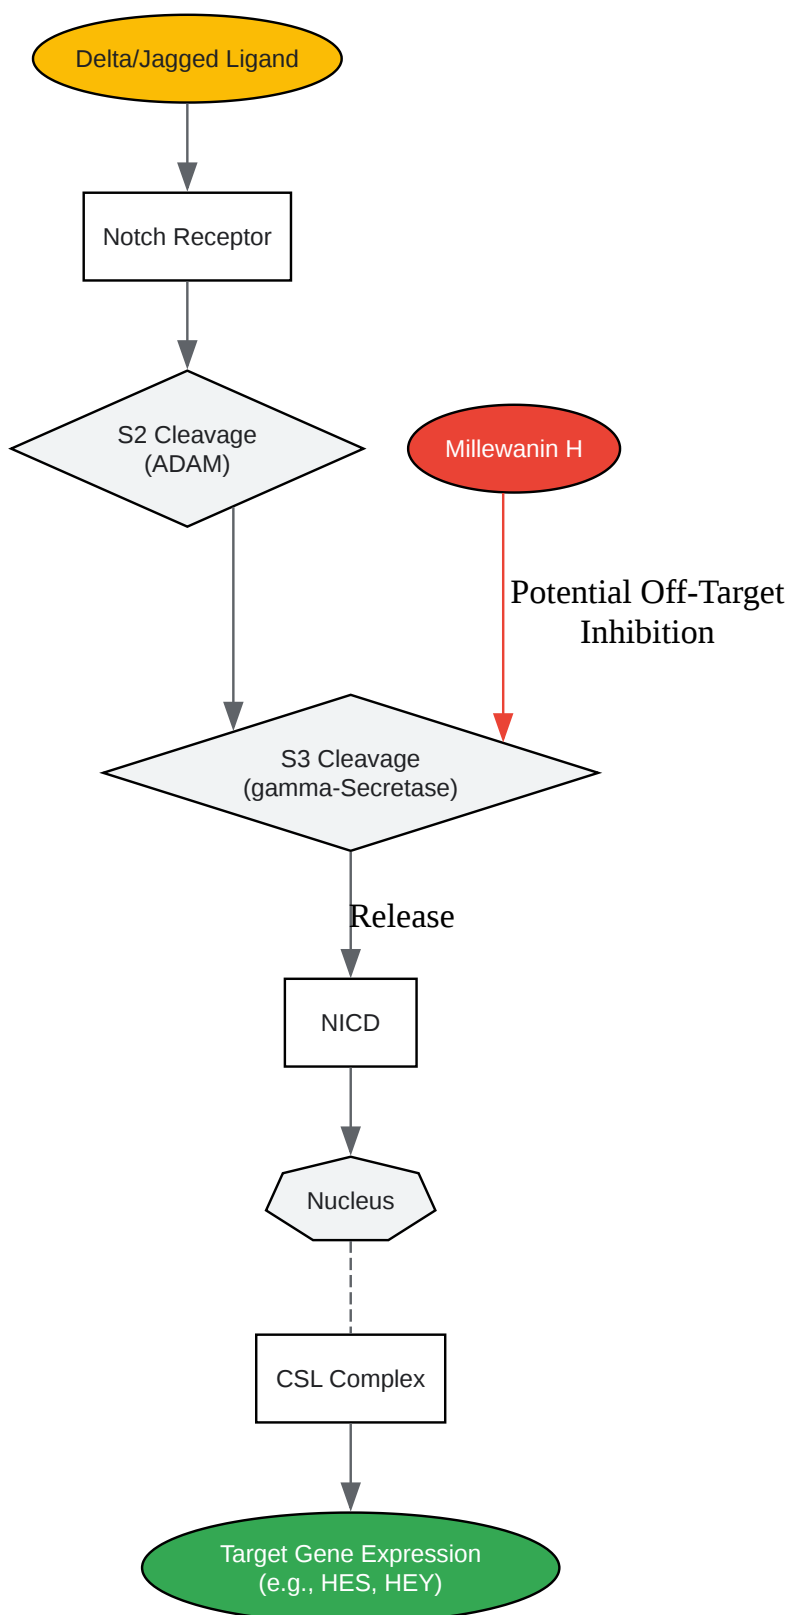 Delta/Jagged Ligand
Notch Receptor
S2 Cleavage
(ADAM)
Millewanin H
Potential Off-Target
Inhibition
S3 Cleavage
(gamma-Secretase)
Release
NICD
Nucleus
CSL Complex
Target Gene Expression
(e.g., HES, HEY)